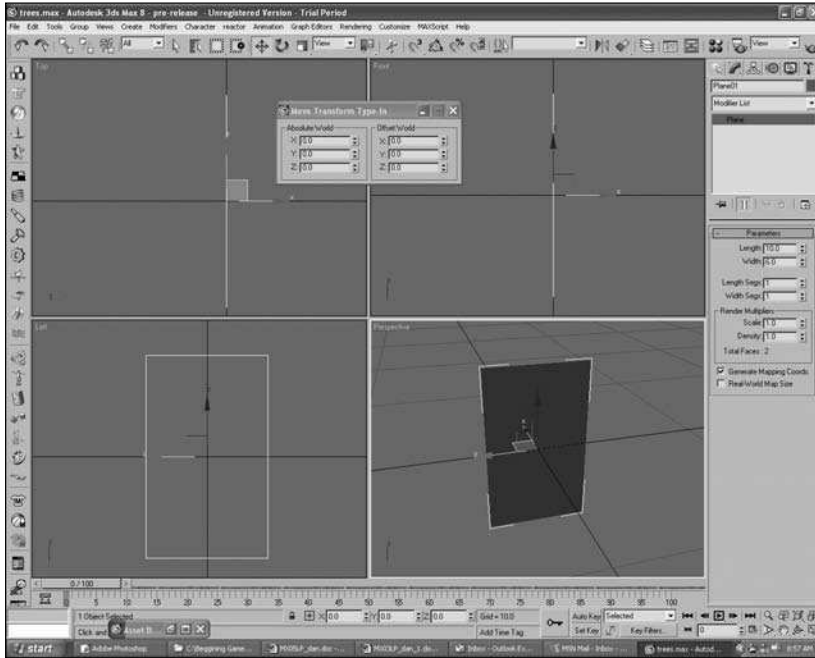 trees.max - Autodesk 3ds Max 8 - pre-release - Unregistered Version - Trial Period
File Edit Tools Group Views Create Modifiers Character reactor Animation Graph Editors Rendering Customize MAXScript Help
All View View
Top
Front
Move Transform Type-In
Absolute:World Offset:World
X: 0.0 X: 0.0
Y: 0.0 Y: 0.0
Z: 0.0 Z: 0.0
Left
Perspective
Plane01
Modifier List
Plane
- Parameters
Length: 10.0
Width: 6.0
Length Segs: 1
Width Segs: 1
Render Multipliers
Scale: 1.0
Density: 1.0
Total Faces : 2
Generate Mapping Coords.
Real-World Map Size
0 / 100
0 5 10 15 20 25 30 35 40 45 50 55 60 65 70 75 80 85 90 95 100
1 Object Selected X: 0.0 Y: 0.0 Z: 0.0 Grid = 10.0 Auto Key Selected
Click and
Asset B...
Add Time Tag Set Key Key Filters... 0
start Adobe Photoshop C:\Beggining Game... MX05LP_dan.doc - ... Inbox - Outlook Ex... MSN Mail - Inbox - ... trees.max - Autod... 8:57 AM